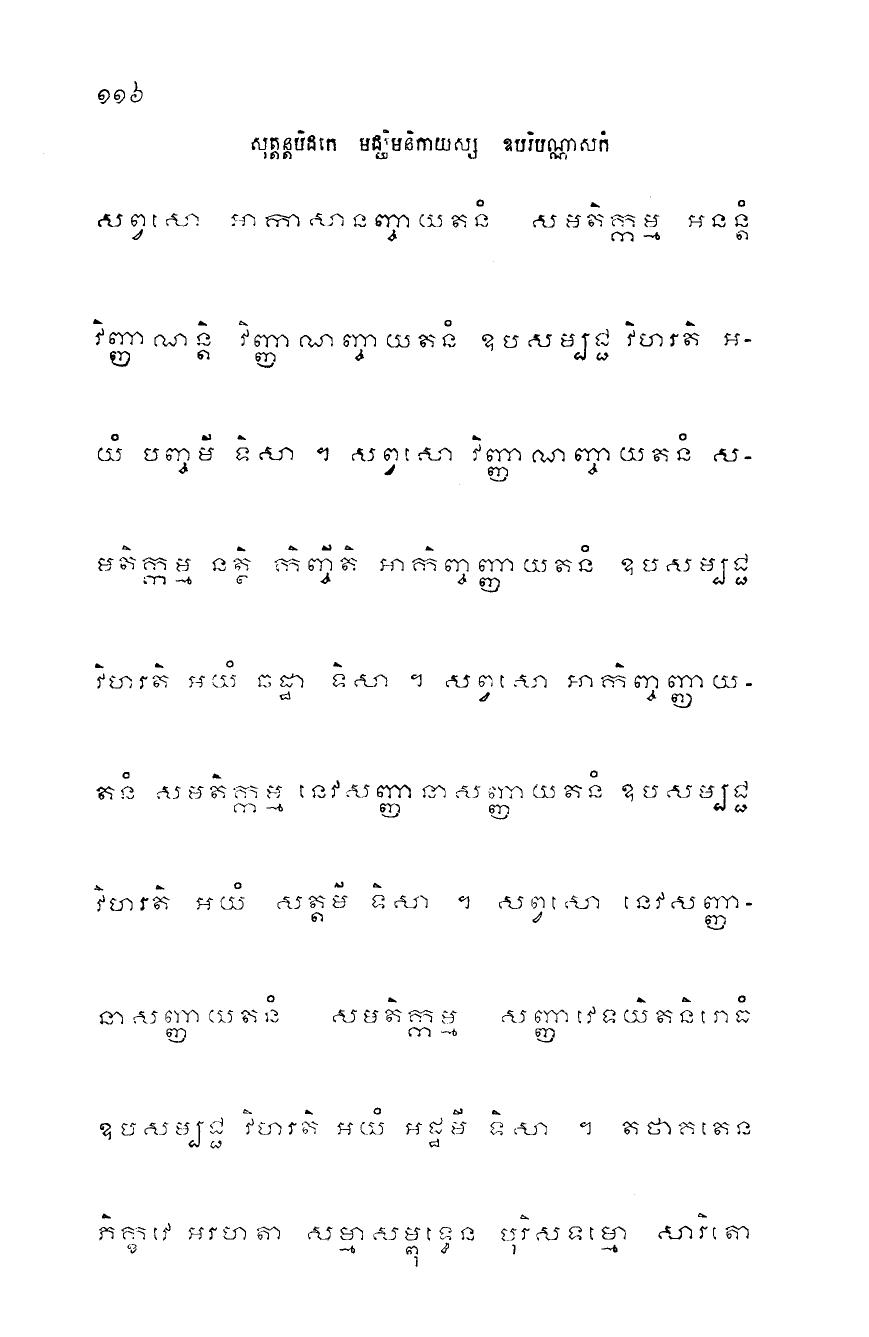 ១១៦
សុត្តន្តបិដកេ មជ្ឈិមនិកាយស្ស ឧបរិបណ្ណាសកំ
សព្វសោ អាកាសានញ្ចាយតនំ សមតិក្កម្ម អនន្តំ
វិញ្ញាណន្តិ វិញ្ញាណញ្ចាយតនំ ឧបសម្បជ្ជ វិហរតិ អ-
យំ បញ្ចមី ទិសា ។ សព្វសោ វិញ្ញាណញ្ចាយតនំ ស-
មតិក្កម្ម នត្ថិ កិញ្ចីតិ អាកិញ្ចញ្ញាយតនំ ឧបសម្បជ្ជ
វិហរតិ អយំ ឆដ្ឋា ទិសា ។ សព្វសោ អាកិញ្ចញ្ញាយ-
តនំ សមតិក្កម្ម នេវសញ្ញានាសញ្ញាយតនំ ឧបសម្បជ្ជ
វិហរតិ អយំ សត្តមី ទិសា ។ សព្វសោ នេវសញ្ញា-
នាសញ្ញាយតនំ សមតិក្កម្ម សញ្ញាវេទយិតនិរោធំ
ឧបសម្បជ្ជ វិហរតិ អយំ អដ្ឋមី ទិសា ។ តថាគតេន
ភិក្ខវេ អរហតា សម្មាសម្ពុទ្ធេន បុរិសទម្មោ សារិតោ